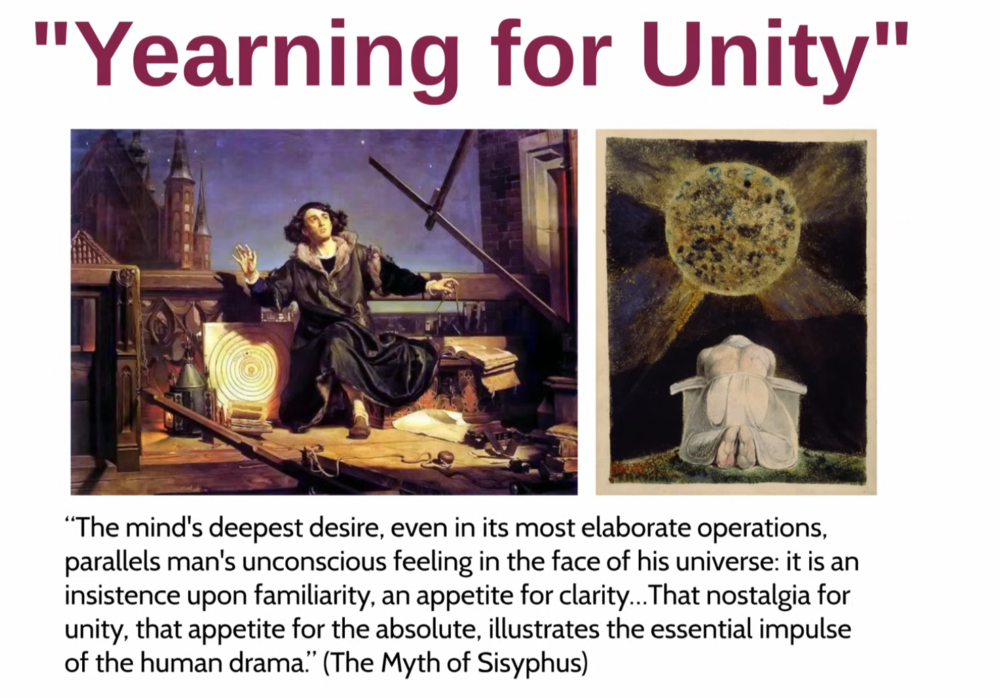 "Yearning for Unity"
“The mind's deepest desire, even in its most elaborate operations,
parallels man's unconscious feeling in the face of his universe: it is an
insistence upon familiarity, an appetite for clarity...That nostalgia for
unity, that appetite for the absolute, illustrates the essential impulse
of the human drama.” (The Myth of Sisyphus)